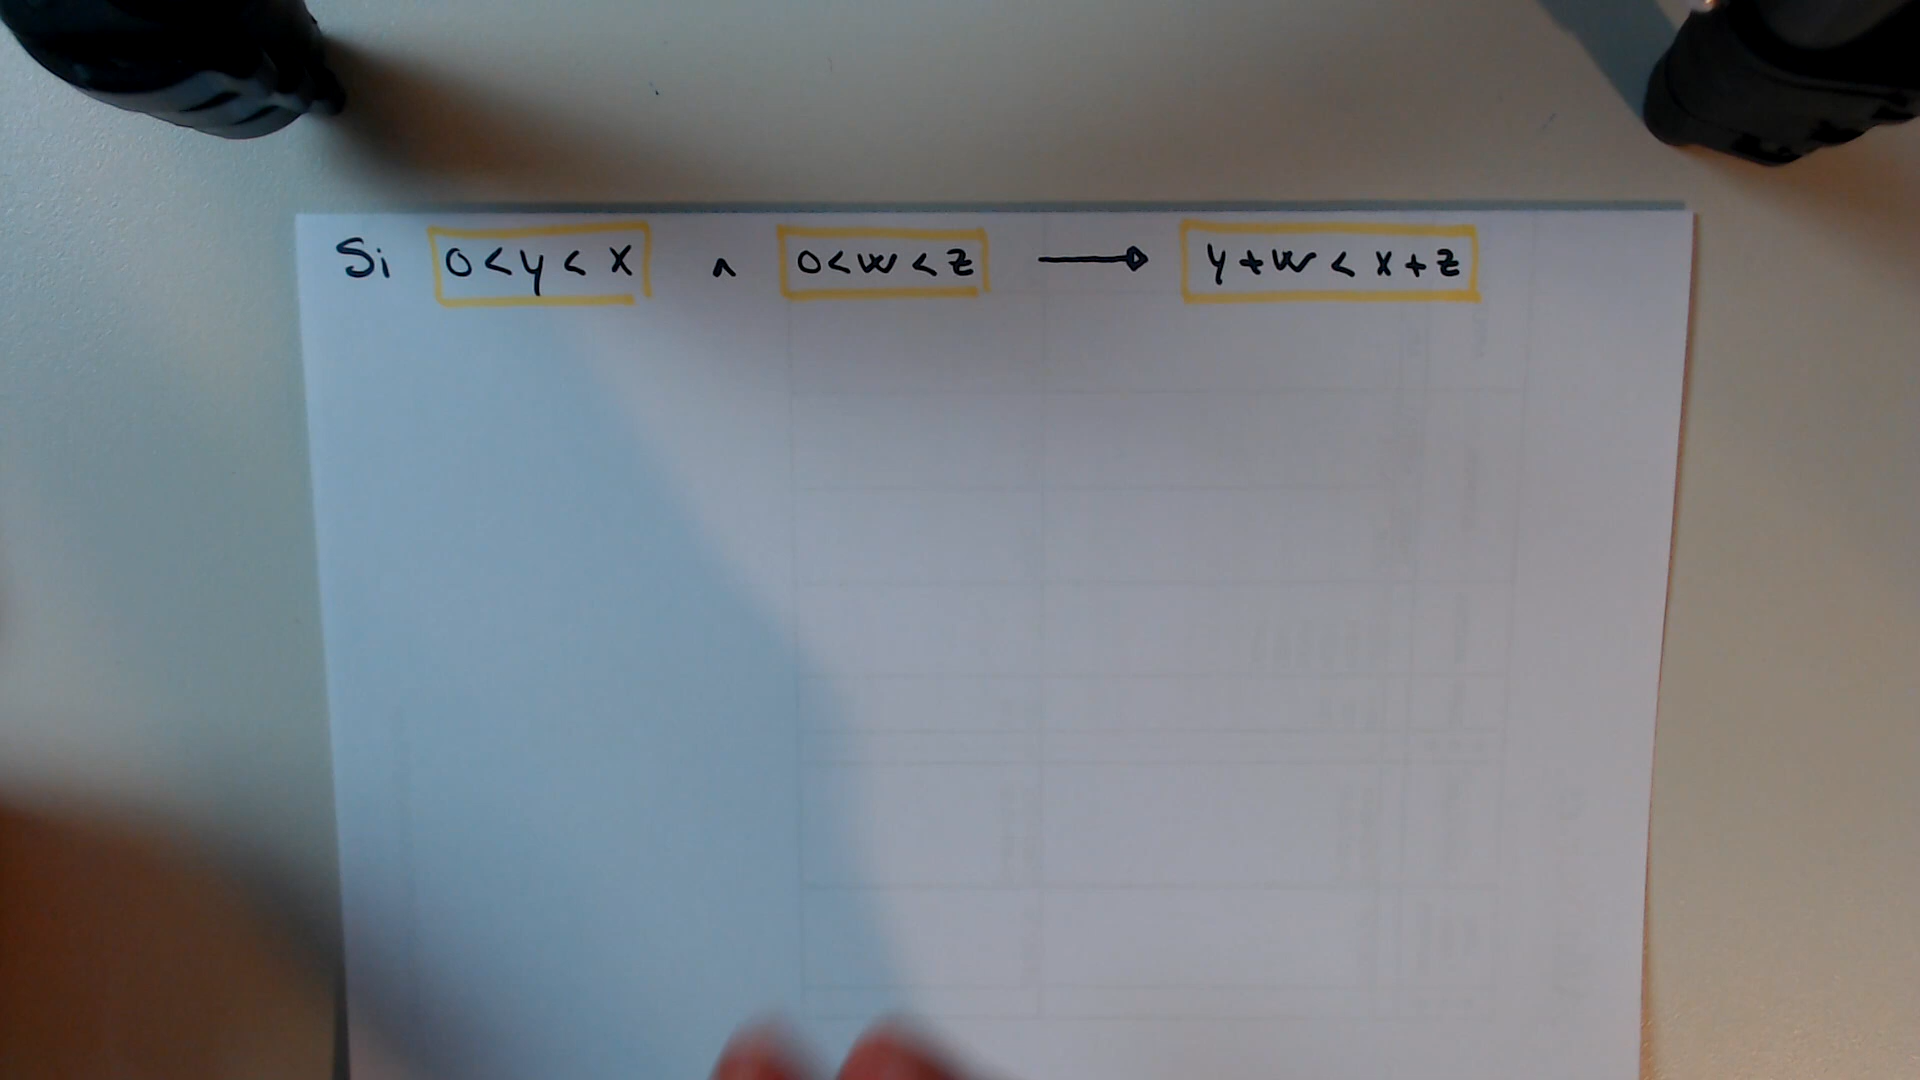 Si 0<y<x ∧ 0<w<z → y+w<x+z